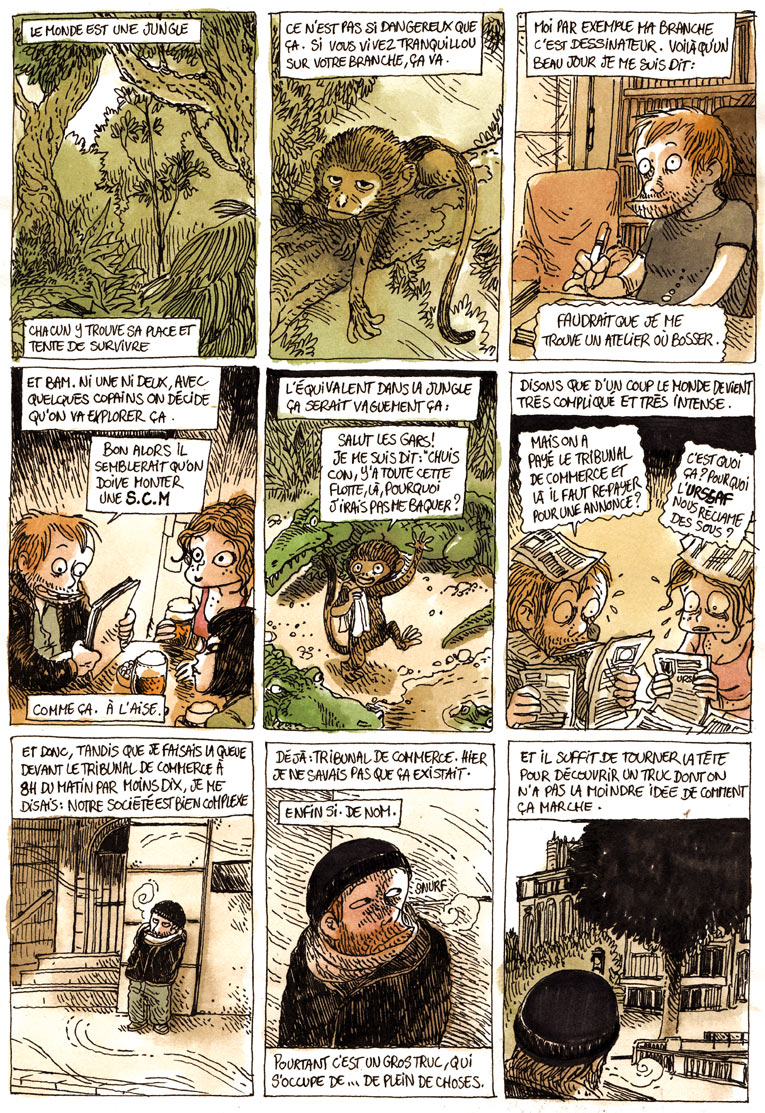 LE MONDE EST UNE JUNGLE
CHACUN Y TROUVE SA PLACE ET
TENTE DE SURVIVRE
CE N'EST PAS SI DANGEREUX QUE
ÇA. SI VOUS VIVEZ TRANQUILLOU
SUR VOTRE BRANCHE, ÇA VA.
MOI PAR EXEMPLE MA BRANCHE
C'EST DESSINATEUR. VOILÀ QU'UN
BEAU JOUR JE ME SUIS DIT:
FAUDRAIT QUE JE ME
TROUVE UN ATELIER OÙ BOSSER.
ET BAM. NI UNE NI DEUX, AVEC
QUELQUES COPAINS ON DÉCIDE
QU'ON VA EXPLORER ÇA.
BON ALORS IL
SEMBLERAIT QU'ON
DOIVE MONTER
UNE S.C.M
COMME ÇA. À L'AISE.
L'ÉQUIVALENT DANS LA JUNGLE
ÇA SERAIT VAGUEMENT ÇA:
SALUT LES GARS!
JE ME SUIS DIT: "CHUIS
CON, Y'A TOUTE CETTE
FLOTTE, LÀ, POURQUOI
J'IRAIS PAS ME BAQUER?
DISONS QUE D'UN COUP LE MONDE DEVIENT
TRÈS COMPLIQUÉ ET TRÈS INTENSE.
MAIS ON A
PAYÉ LE TRIBUNAL
DE COMMERCE ET
LÀ IL FAUT RE-PAYER
POUR UNE ANNONCE?
C'EST QUOI
ÇA? POURQUOI
L'URSSAF
NOUS RÉCLAME
DES SOUS?
URS
ET DONC, TANDIS QUE JE FAISAIS LA QUEUE
DEVANT LE TRIBUNAL DE COMMERCE À
8H DU MATIN PAR MOINS DIX, JE ME
DISAIS: NOTRE SOCIÉTÉ EST BIEN COMPLEXE
DÉJÀ: TRIBUNAL DE COMMERCE. HIER
JE NE SAVAIS PAS QUE ÇA EXISTAIT.
ENFIN SI. DE NOM.
SNURF
POURTANT C'EST UN GROS TRUC, QUI
S'OCCUPE DE... DE PLEIN DE CHOSES.
ET IL SUFFIT DE TOURNER LA TÊTE
POUR DÉCOUVRIR UN TRUC DONT ON
N'A PAS LA MOINDRE IDÉE DE COMMENT
ÇA MARCHE.